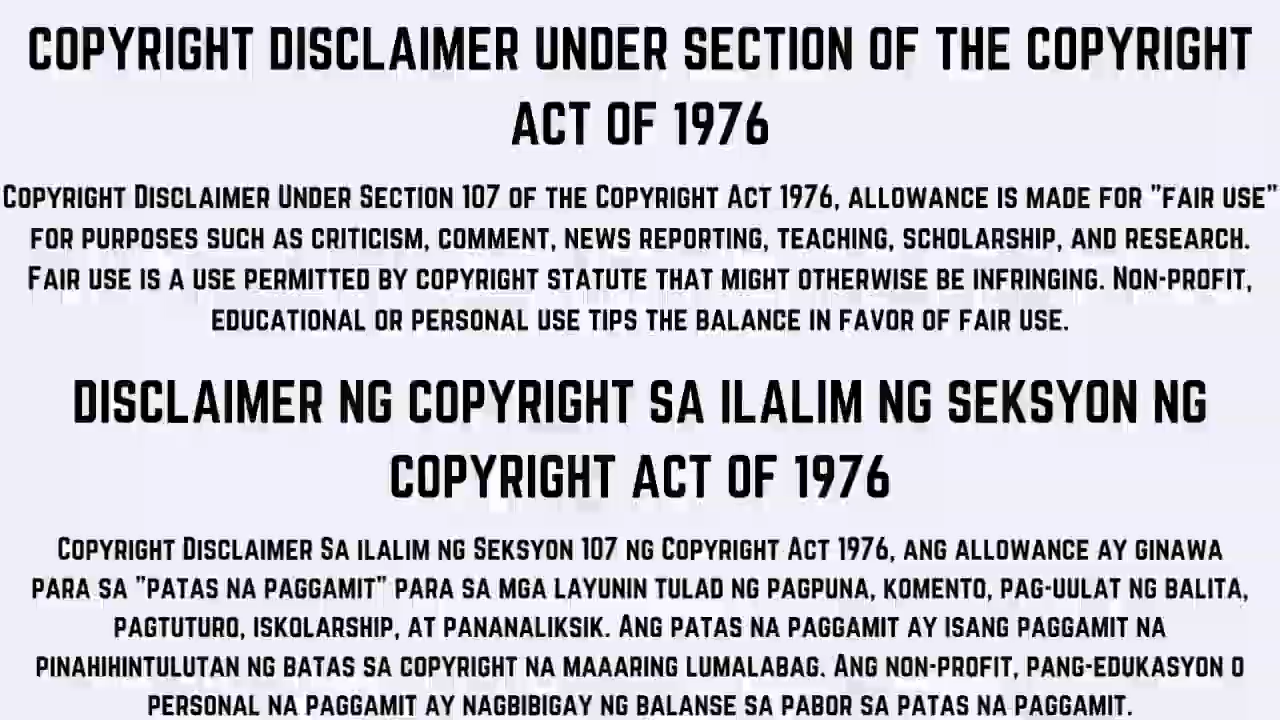 COPYRIGHT DISCLAIMER UNDER SECTION OF THE COPYRIGHT
ACT OF 1976
COPYRIGHT DISCLAIMER UNDER SECTION 107 OF THE COPYRIGHT ACT 1976, ALLOWANCE IS MADE FOR "FAIR USE"
FOR PURPOSES SUCH AS CRITICISM, COMMENT, NEWS REPORTING, TEACHING, SCHOLARSHIP, AND RESEARCH.
FAIR USE IS A USE PERMITTED BY COPYRIGHT STATUTE THAT MIGHT OTHERWISE BE INFRINGING. NON-PROFIT,
EDUCATIONAL OR PERSONAL USE TIPS THE BALANCE IN FAVOR OF FAIR USE.
DISCLAIMER NG COPYRIGHT SA ILALIM NG SEKSYON NG
COPYRIGHT ACT OF 1976
COPYRIGHT DISCLAIMER SA ILALIM NG SEKSYON 107 NG COPYRIGHT ACT 1976, ANG ALLOWANCE AY GINAWA
PARA SA "PATAS NA PAGGAMIT" PARA SA MGA LAYUNIN TULAD NG PAGPUNA, KOMENTO, PAG-UULAT NG BALITA,
PAGTUTURO, ISKOLARSHIP, AT PANANALIKSIK. ANG PATAS NA PAGGAMIT AY ISANG PAGGAMIT NA
PINAHIHINTULUTAN NG BATAS SA COPYRIGHT NA MAAARING LUMALABAG. ANG NON-PROFIT, PANG-EDUKASYON O
PERSONAL NA PAGGAMIT AY NAGBIBIGAY NG BALANSE SA PABOR SA PATAS NA PAGGAMIT.